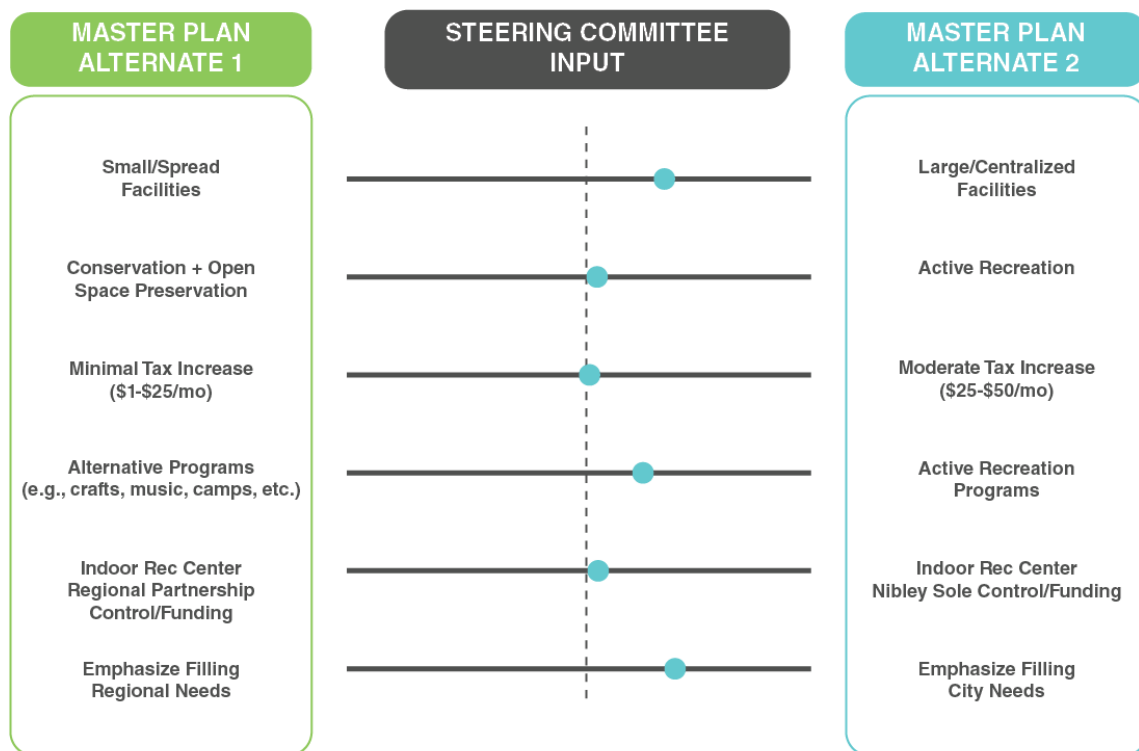 MASTER PLAN
ALTERNATE 1
STEERING COMMITTEE
INPUT
MASTER PLAN
ALTERNATE 2
Small/Spread
Facilities
Large/Centralized
Facilities
Conservation + Open
Space Preservation
Active Recreation
Minimal Tax Increase
($1-$25/mo)
Moderate Tax Increase
($25-$50/mo)
Alternative Programs
(e.g., crafts, music, camps, etc.)
Active Recreation
Programs
Indoor Rec Center
Regional Partnership
Control/Funding
Indoor Rec Center
Nibley Sole Control/Funding
Emphasize Filling
Regional Needs
Emphasize Filling
City Needs